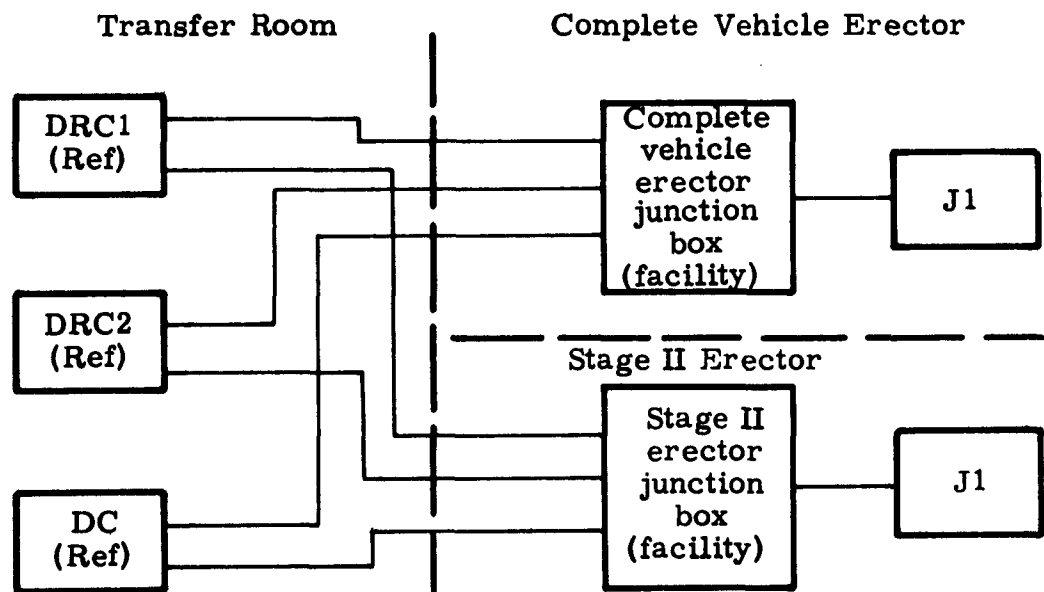 Transfer Room
Complete Vehicle Erector
DRC1
(Ref)
DRC2
(Ref)
DC
(Ref)
Complete
vehicle
erector
junction
box
(facility)
J1
Stage II Erector
Stage II
erector
junction
box
(facility)
J1